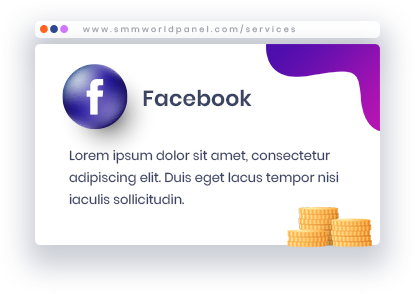 www.smmworldpanel.com/services
Facebook
Lorem ipsum dolor sit amet, consectetur
adipiscing elit. Duis eget lacus tempor nisi
iaculis sollicitudin.